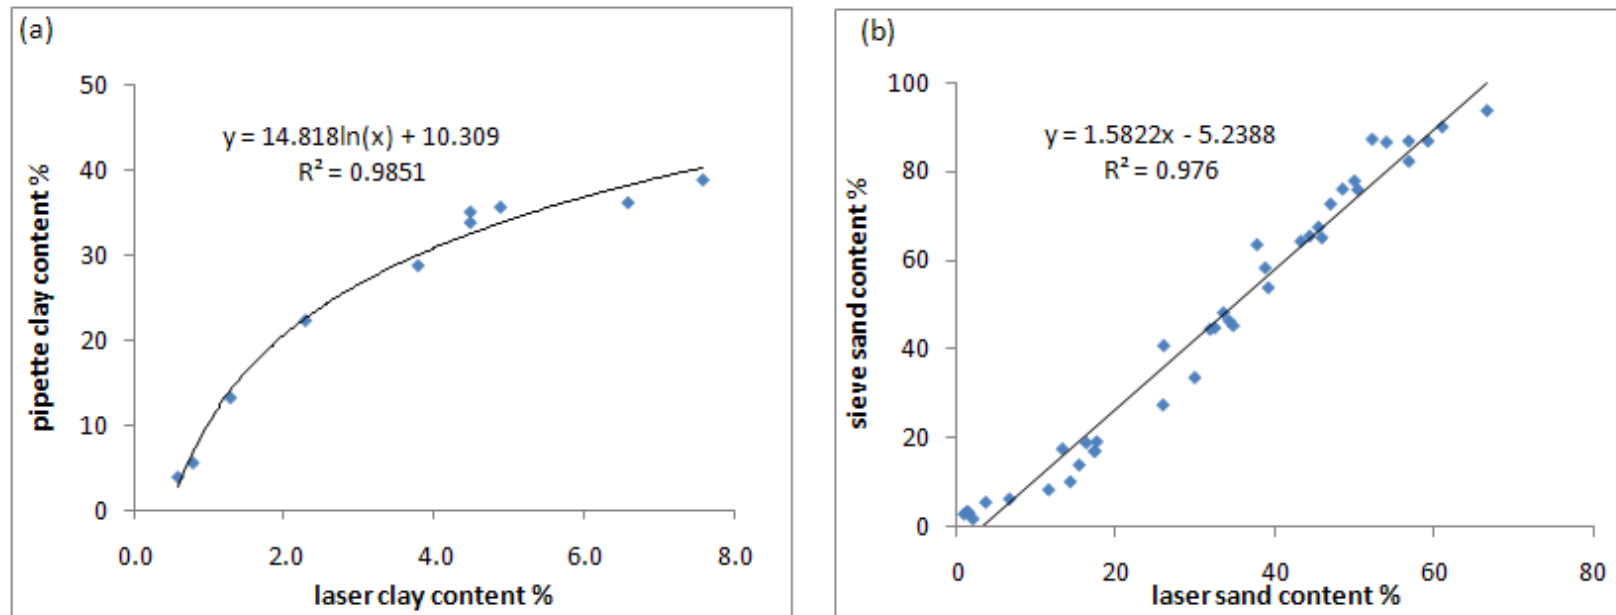 (a)
50
40
30
20
10
0
y = 14.818ln(x) + 10.309
R² = 0.9851
pipette clay content %
0.0 2.0 4.0 6.0 8.0
laser clay content %
(b)
100
80
60
40
20
0
y = 1.5822x - 5.2388
R² = 0.976
sieve sand content %
0 20 40 60 80
laser sand content %